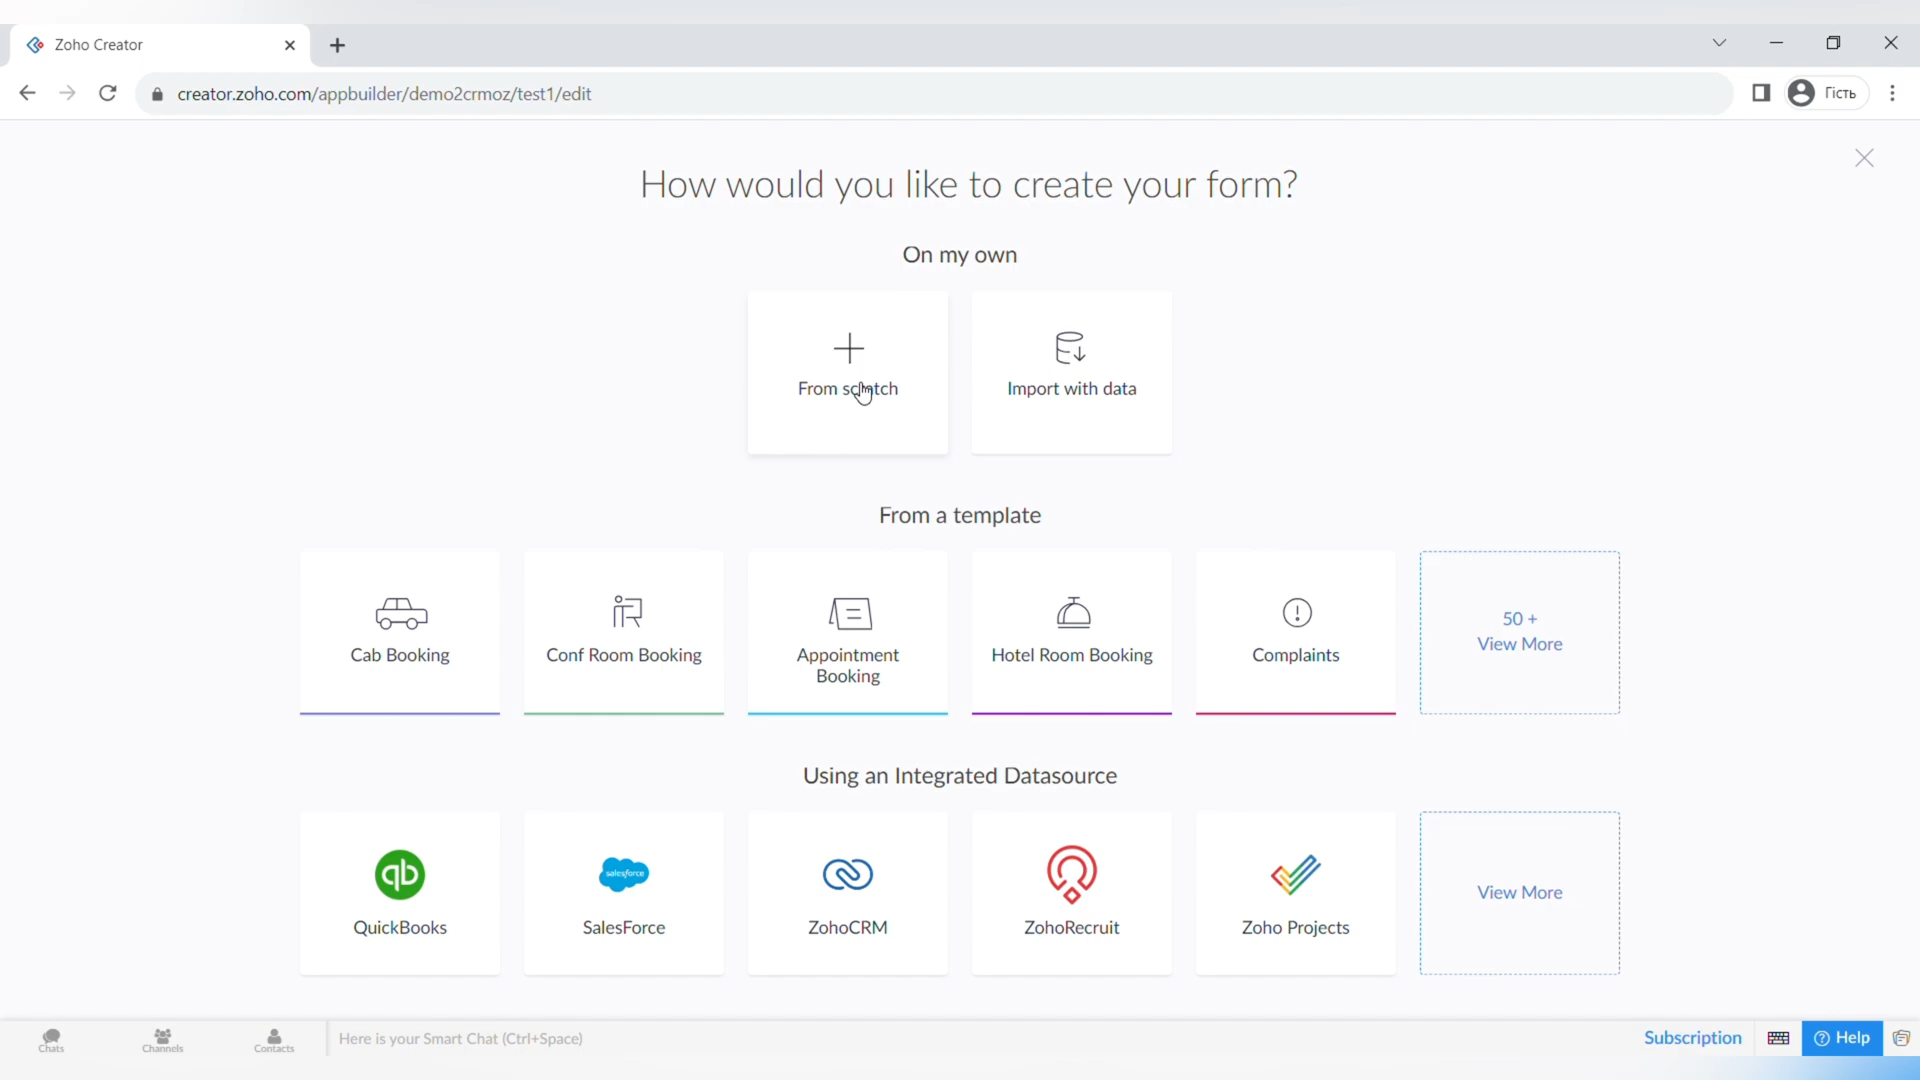 Zoho Creator
creator.zoho.com/appbuilder/demo2crmoz/test1/edit
Гість
How would you like to create your form?
On my own
From scratch
Import with data
From a template
Cab Booking
Conf Room Booking
Appointment
Booking
Hotel Room Booking
Complaints
50 +
View More
Using an Integrated Datasource
qb
QuickBooks
salesforce
SalesForce
ZohoCRM
ZohoRecruit
Zoho Projects
View More
Chats
Channels
Contacts
Here is your Smart Chat (Ctrl+Space)
Subscription
Help